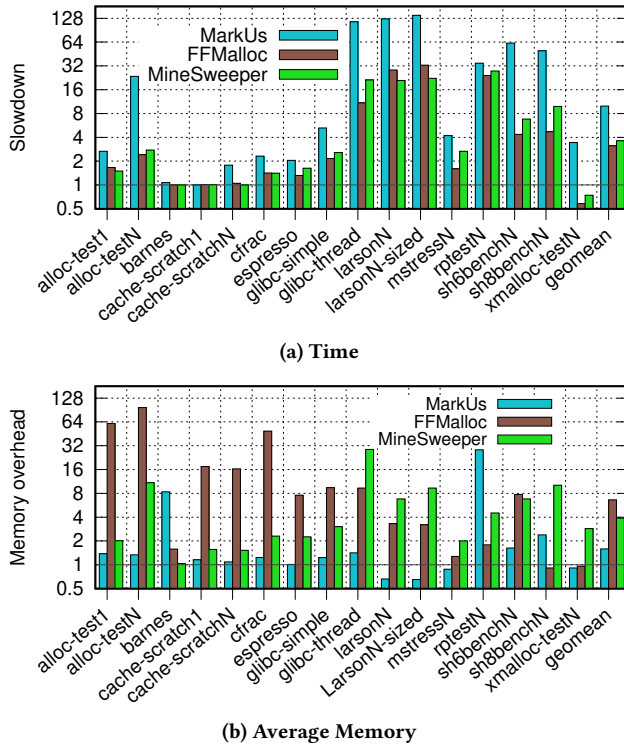 128
64
32
16
8
4
2
1
0.5
Slowdown
MarkUs
FFMalloc
MineSweeper
alloc-test1
alloc-testN
barnes
cache-scratch1
cache-scratchN
cfrac
espresso
glibc-simple
glibc-thread
larsonN
larsonN-sized
mstressN
rptestN
sh6benchN
sh8benchN
xmalloc-testN
geomean
(a) Time
128
64
32
16
8
4
2
1
0.5
Memory overhead
MarkUs
FFMalloc
MineSweeper
alloc-test1
alloc-testN
barnes
cache-scratch1
cache-scratchN
cfrac
espresso
glibc-simple
glibc-thread
larsonN
LarsonN-sized
mstressN
rptestN
sh6benchN
sh8benchN
xmalloc-testN
geomean
(b) Average Memory